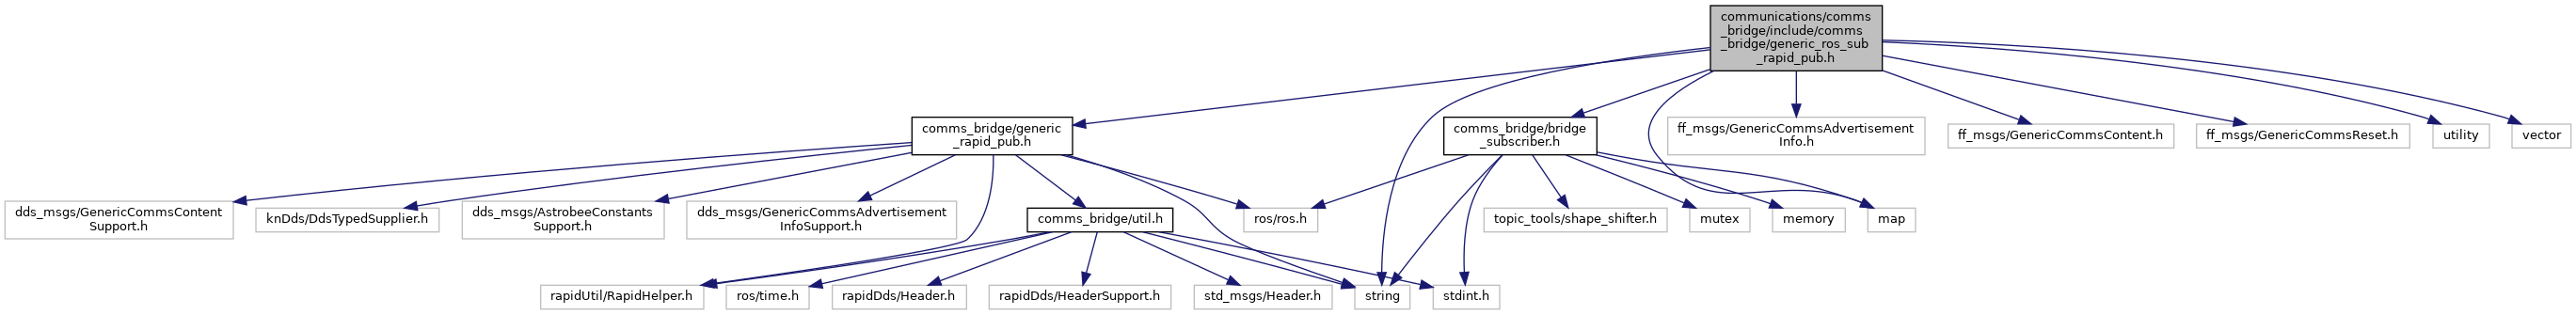 communications/comms
_bridge/include/comms
_bridge/generic_ros_sub
_rapid_pub.h
comms_bridge/generic
_rapid_pub.h
comms_bridge/bridge
_subscriber.h
ff_msgs/GenericCommsAdvertisement
Info.h
ff_msgs/GenericCommsContent.h
ff_msgs/GenericCommsReset.h
utility
vector
dds_msgs/GenericCommsContent
Support.h
knDds/DdsTypedSupplier.h
dds_msgs/AstrobeeConstants
Support.h
dds_msgs/GenericCommsAdvertisement
InfoSupport.h
comms_bridge/util.h
ros/ros.h
topic_tools/shape_shifter.h
mutex
memory
map
rapidUtil/RapidHelper.h
ros/time.h
rapidDds/Header.h
rapidDds/HeaderSupport.h
std_msgs/Header.h
string
stdint.h